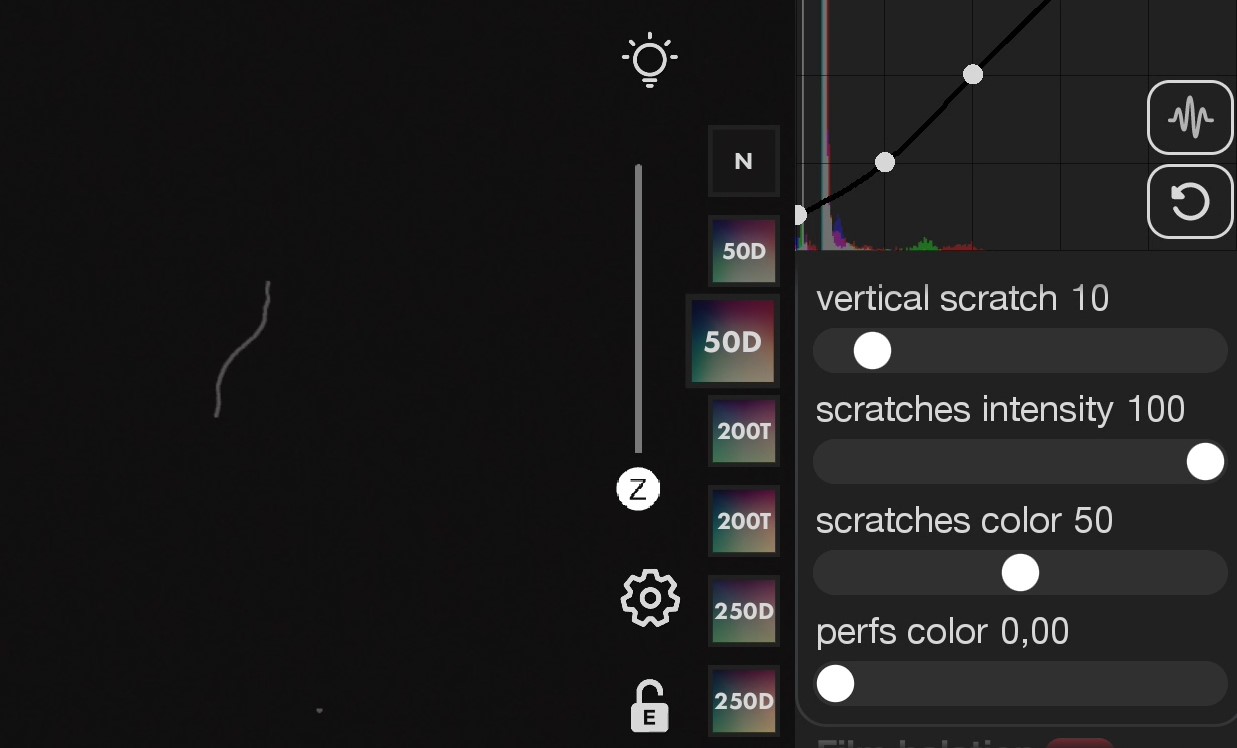 N
50D
50D
200T
200T
250D
250D
Z
E
vertical scratch 10
scratches intensity 100
scratches color 50
perfs color 0,00